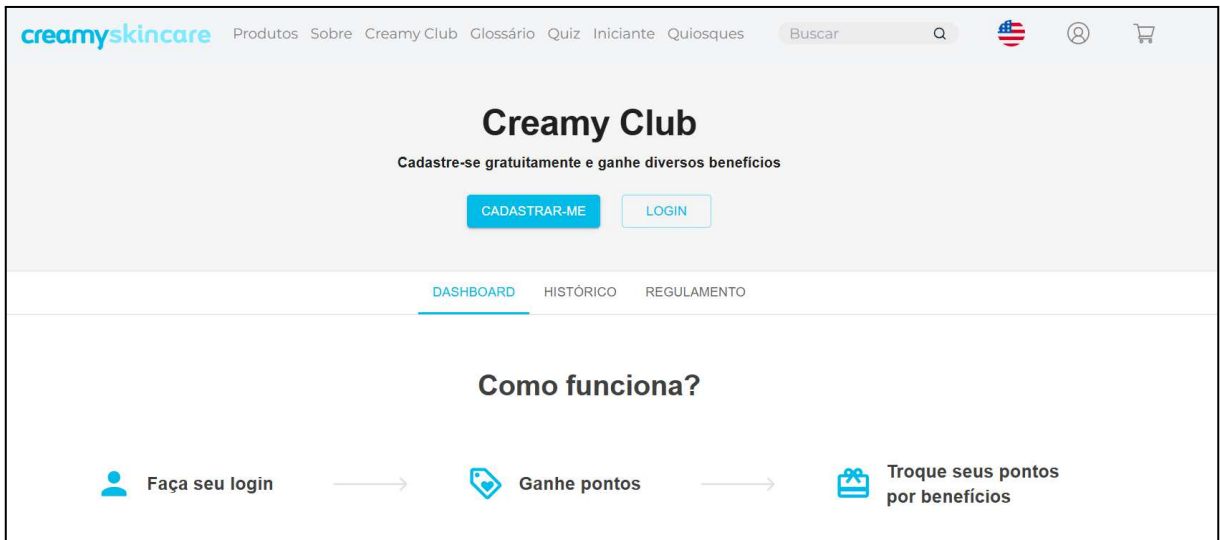 creamyskincare Produtos Sobre Creamy Club Glossário Quiz Iniciante Quiosques Buscar
Creamy Club
Cadastre-se gratuitamente e ganhe diversos benefícios
CADASTRAR-ME LOGIN
DASHBOARD HISTÓRICO REGULAMENTO
Como funciona?
Faça seu login Ganhe pontos Troque seus pontos
por benefícios